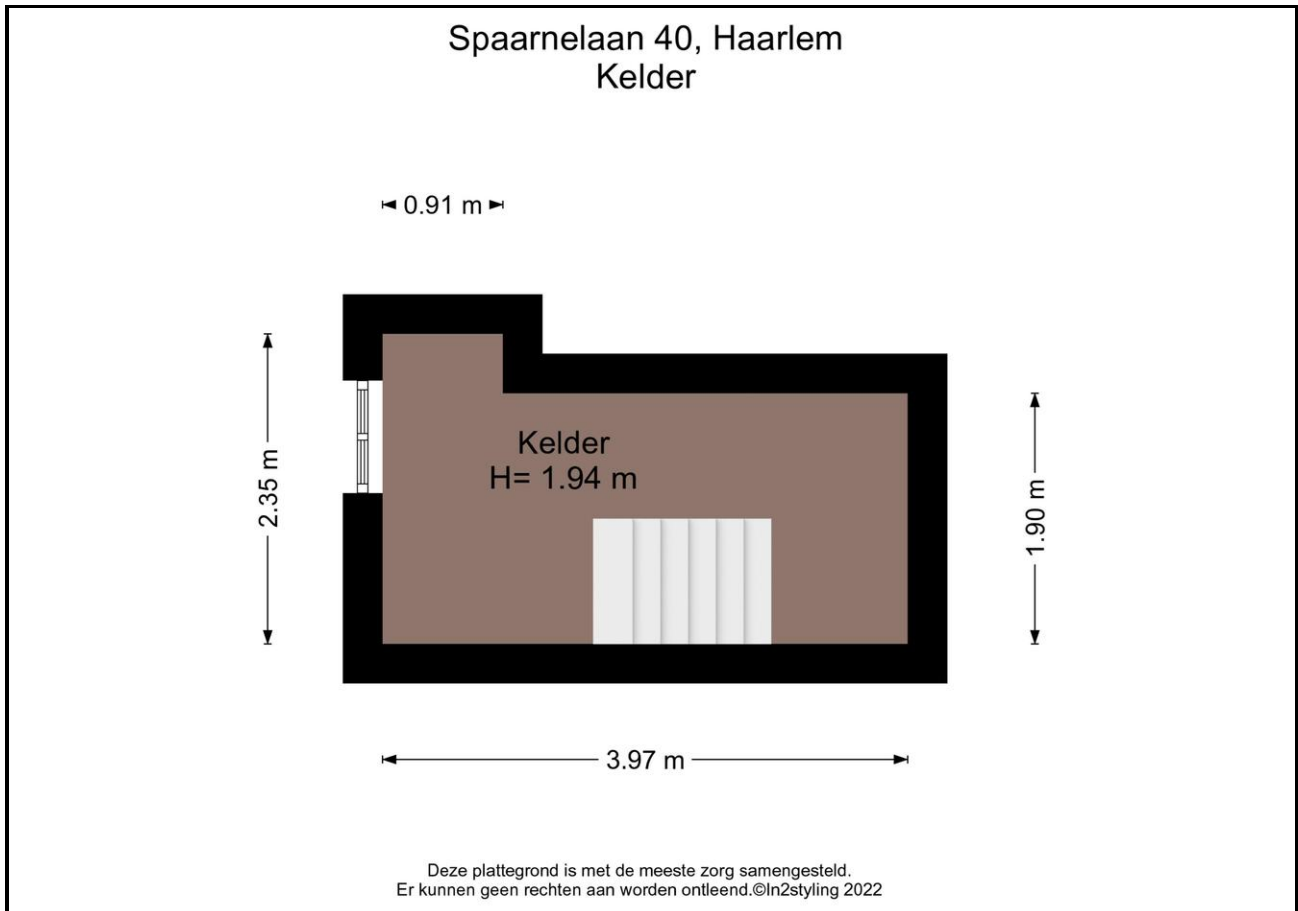 Spaarnelaan 40, Haarlem
Kelder
0.91 m
Kelder
H= 1.94 m
2.35 m
1.90 m
3.97 m
Deze plattegrond is met de meeste zorg samengesteld.
Er kunnen geen rechten aan worden ontleend.©In2styling 2022